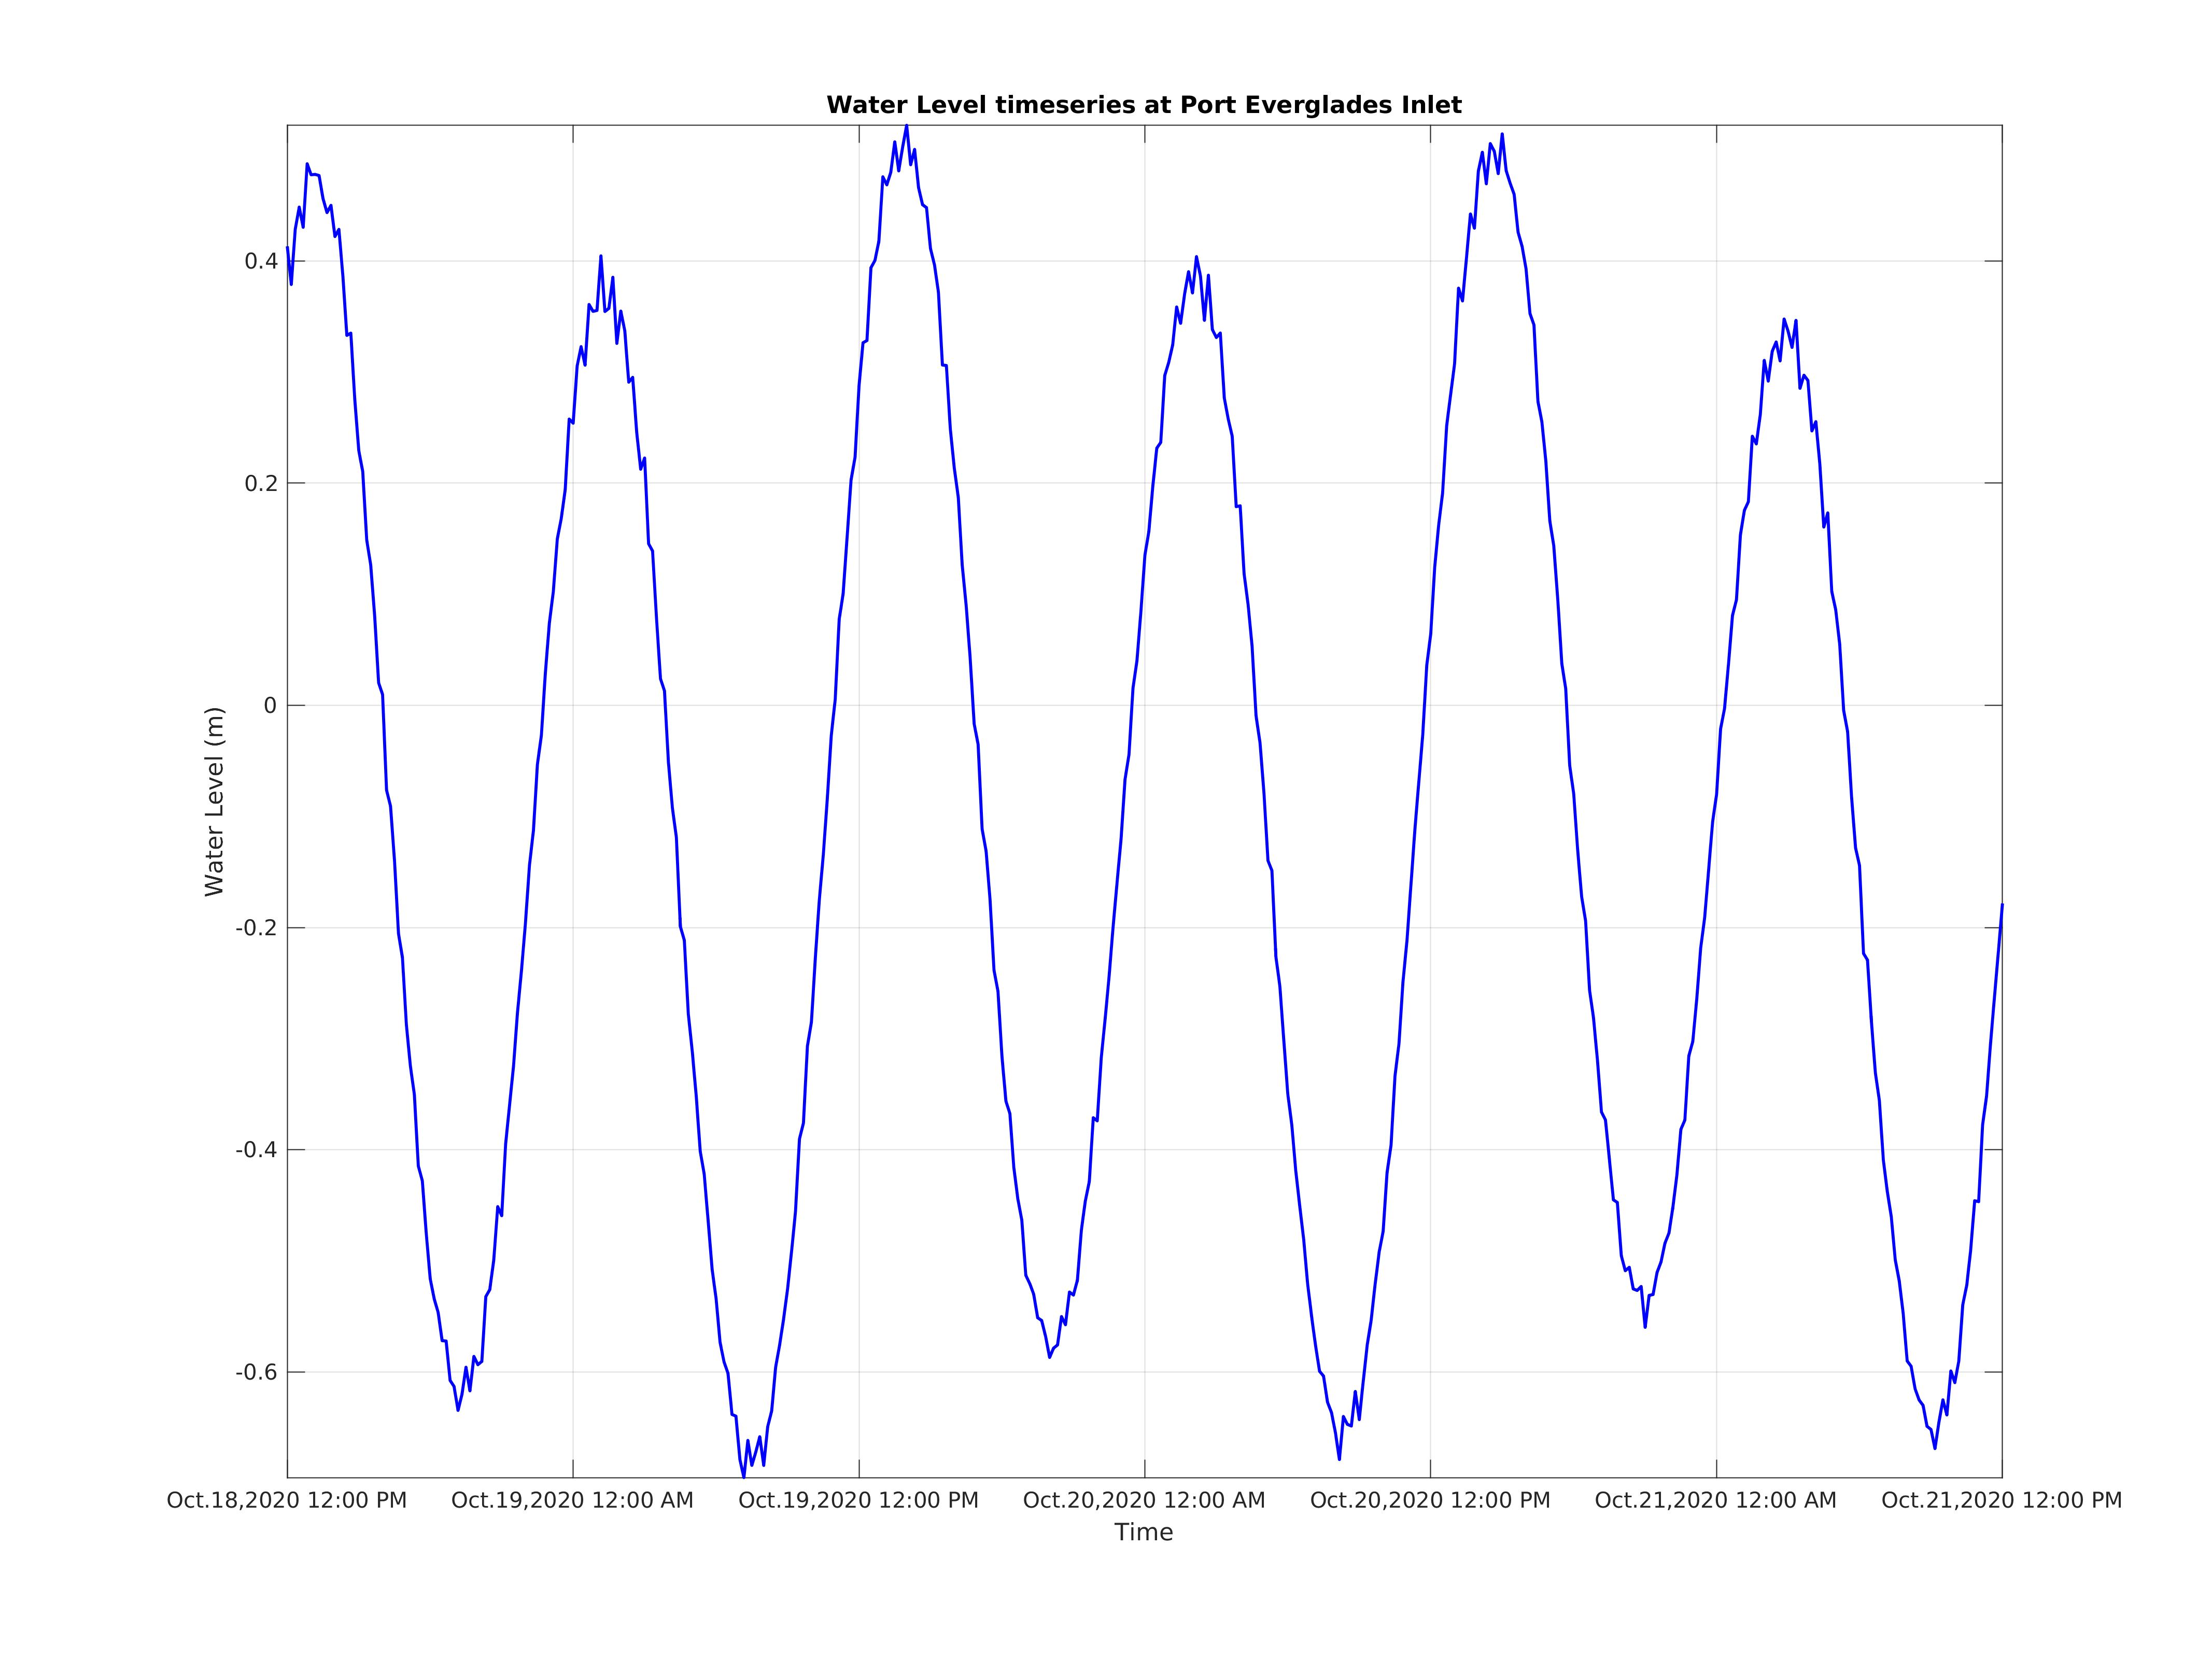 Water Level timeseries at Port Everglades Inlet
0.4
0.2
0
-0.2
-0.4
-0.6
Water Level (m)
Oct.18,2020 12:00 PM Oct.19,2020 12:00 AM Oct.19,2020 12:00 PM Oct.20,2020 12:00 AM Oct.20,2020 12:00 PM Oct.21,2020 12:00 AM Oct.21,2020 12:00 PM
Time